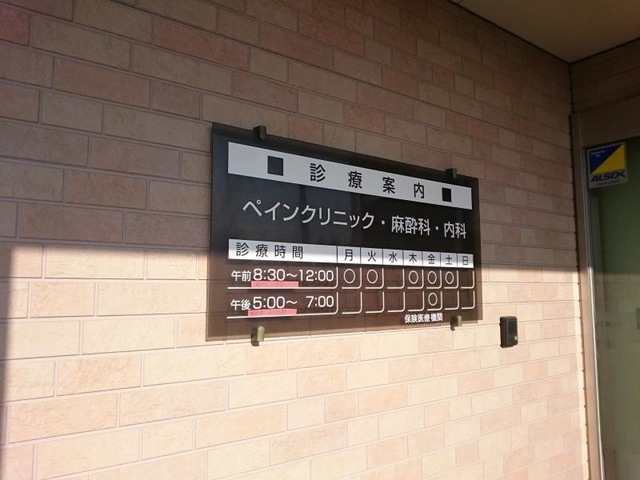 ■ 診療案内 ■
ペインクリニック・麻酔科・内科
診療時間 月 火 水 木 金 土 日
午前 8:30～12:00 ○ ○ ○ ○ ○
午後 5:00～ 7:00 ○
保険医療機関
ALSOK